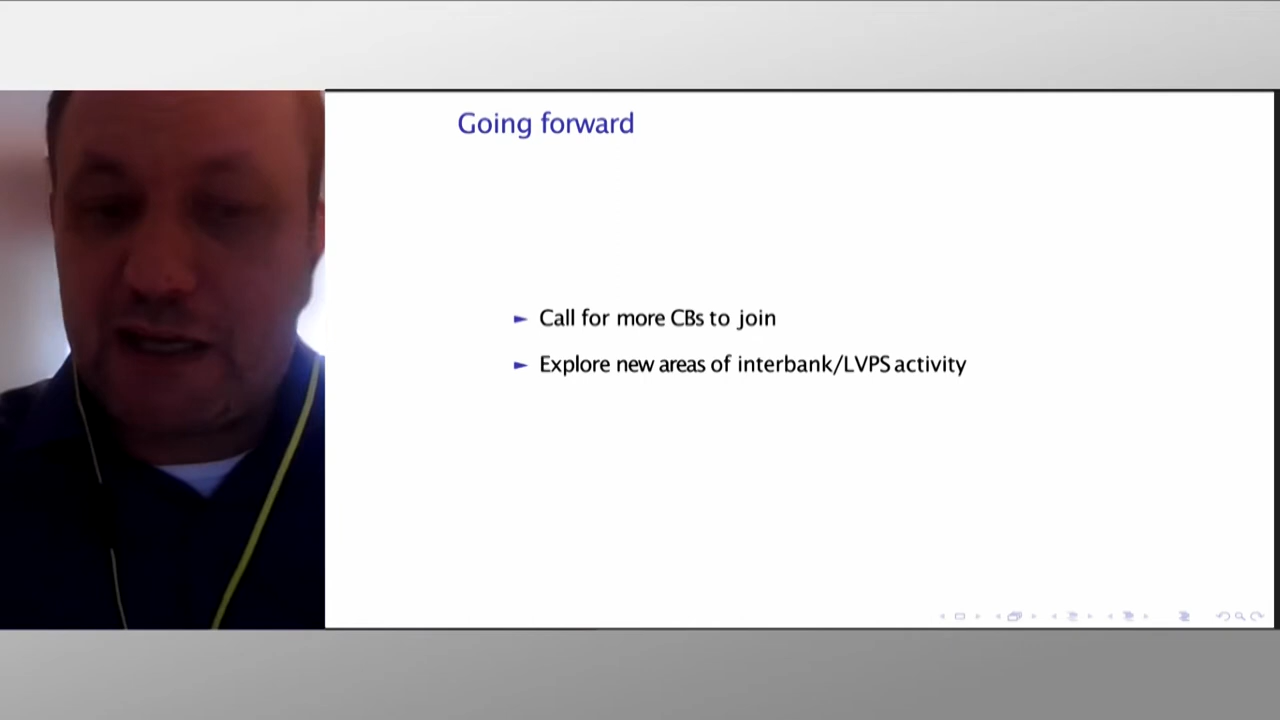 Going forward
Call for more CBs to join
Explore new areas of interbank/LVPS activity